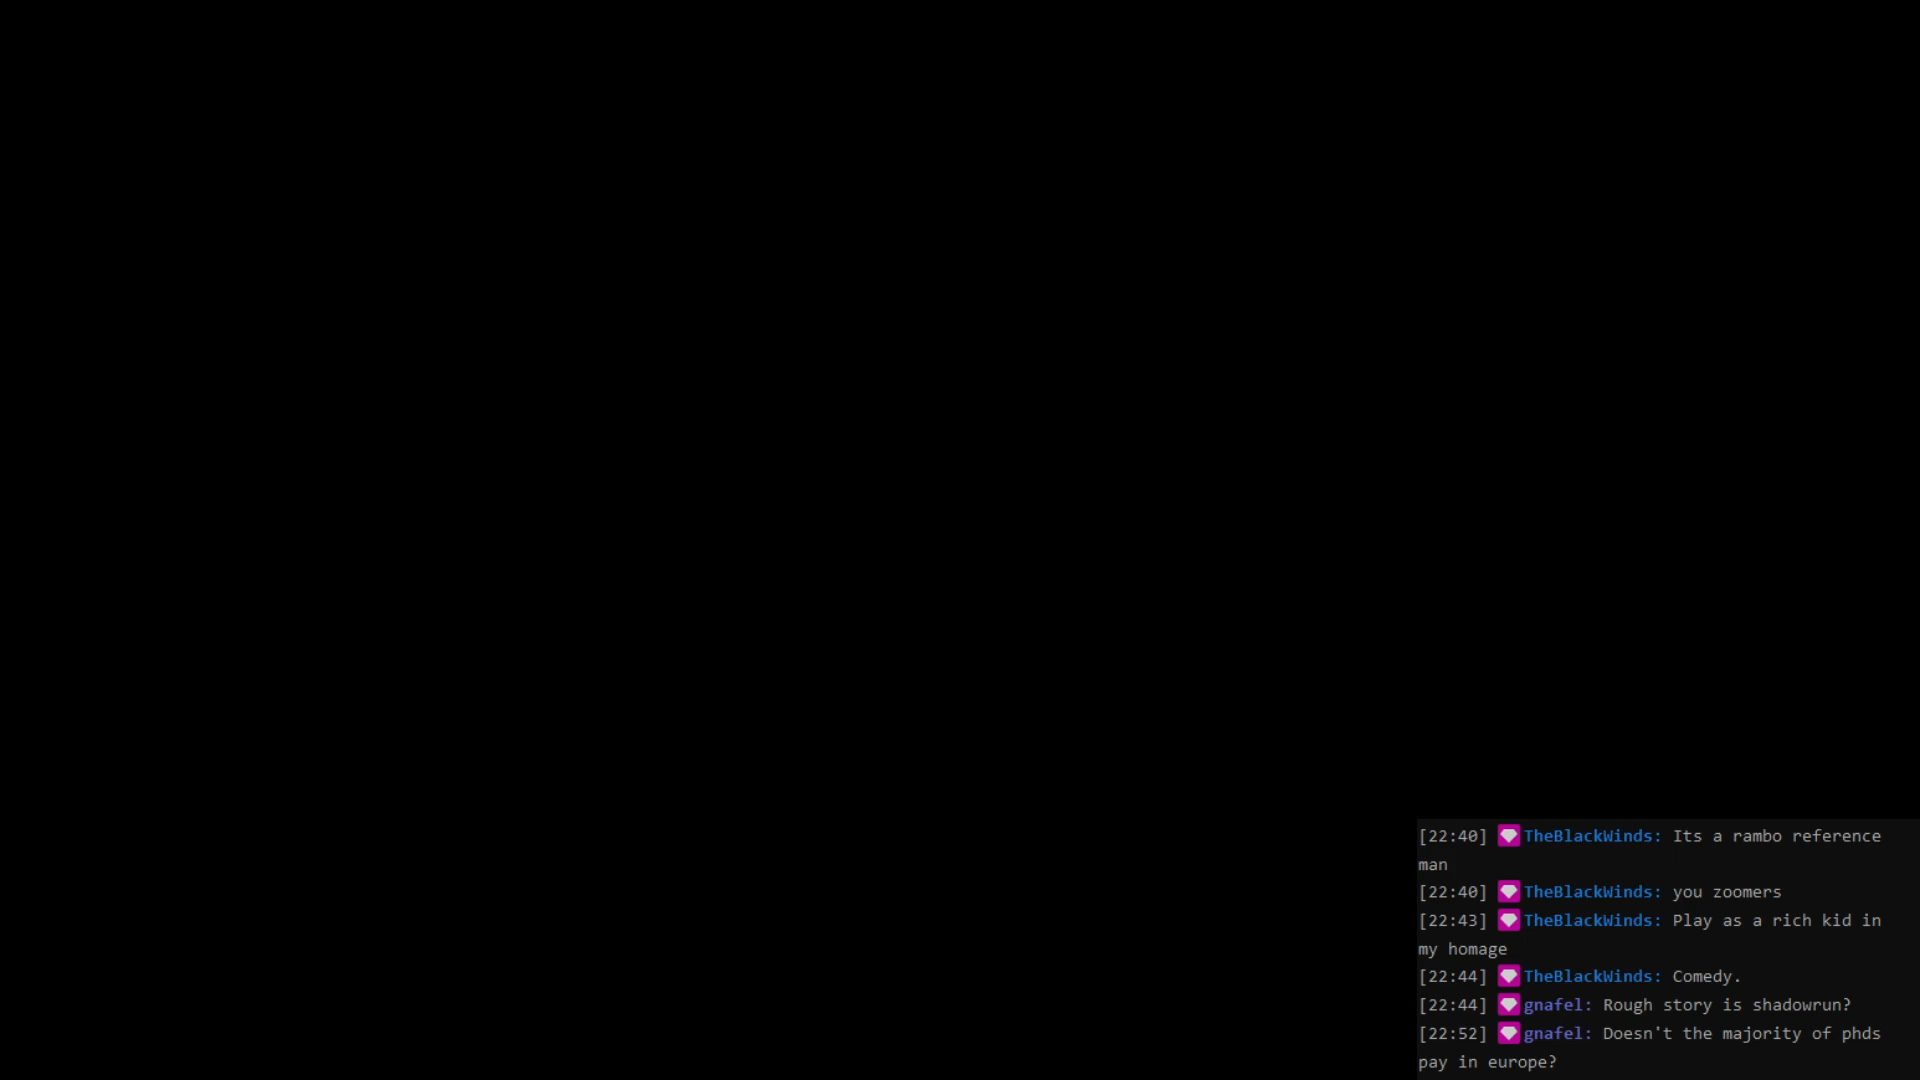 [22:40] TheBlackWinds: Its a rambo reference
man
[22:40] TheBlackWinds: you zoomers
[22:43] TheBlackWinds: Play as a rich kid in
my homage
[22:44] TheBlackWinds: Comedy.
[22:44] gnafel: Rough story is shadowrun?
[22:52] gnafel: Doesn't the majority of phds
pay in europe?